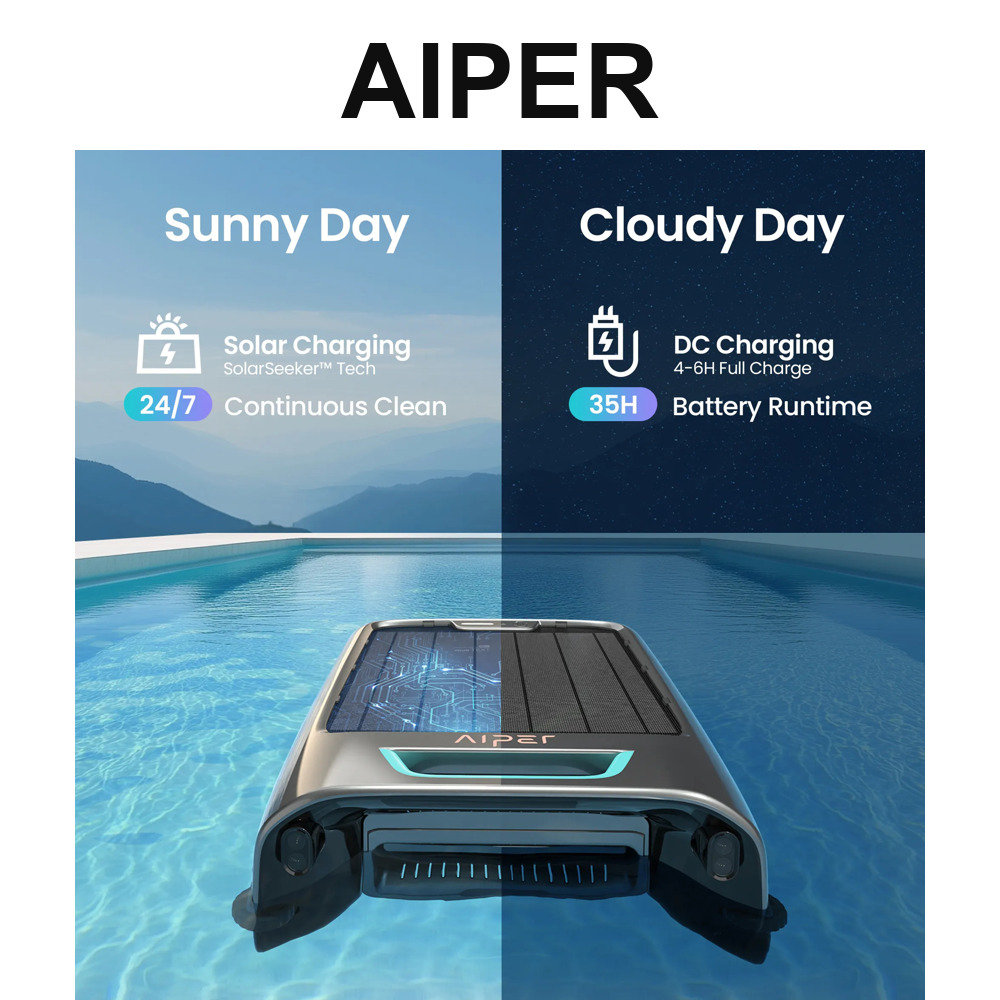 AIPER
Sunny Day
Solar Charging
SolarSeeker™ Tech
24/7 Continuous Clean
Cloudy Day
DC Charging
4-6H Full Charge
35H Battery Runtime
AIPER